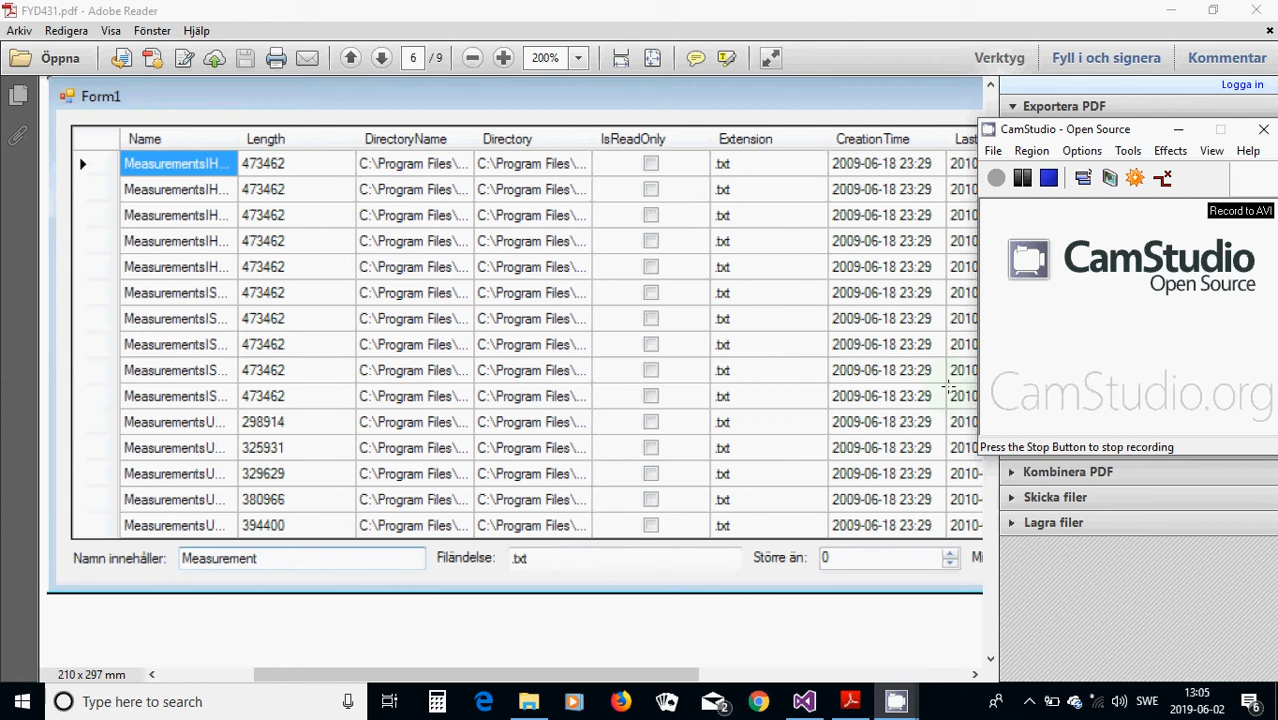 FYD431.pdf - Adobe Reader
Arkiv Redigera Visa Fönster Hjälp
Öppna 6 / 9 200% Verktyg Fyll i och signera Kommentar
Logga in
Exportera PDF
Form1
CamStudio - Open Source
File Region Options Tools Effects View Help
Record to AVI
CamStudio
Open Source
CamStudio.org
Press the Stop Button to stop recording
Kombinera PDF
Skicka filer
Lagra filer
Name Length DirectoryName Directory IsReadOnly Extension CreationTime Last
MeasurementsIH... 473462 C:\Program Files\... C:\Program Files\... .txt 2009-06-18 23:29 2010
MeasurementsIH... 473462 C:\Program Files\... C:\Program Files\... .txt 2009-06-18 23:29 2010
MeasurementsIH... 473462 C:\Program Files\... C:\Program Files\... .txt 2009-06-18 23:29 2010
MeasurementsIH... 473462 C:\Program Files\... C:\Program Files\... .txt 2009-06-18 23:29 2010
MeasurementsIH... 473462 C:\Program Files\... C:\Program Files\... .txt 2009-06-18 23:29 2010
MeasurementsIS... 473462 C:\Program Files\... C:\Program Files\... .txt 2009-06-18 23:29 2010
MeasurementsIS... 473462 C:\Program Files\... C:\Program Files\... .txt 2009-06-18 23:29 2010
MeasurementsIS... 473462 C:\Program Files\... C:\Program Files\... .txt 2009-06-18 23:29 2010
MeasurementsIS... 473462 C:\Program Files\... C:\Program Files\... .txt 2009-06-18 23:29 2010
MeasurementsIS... 473462 C:\Program Files\... C:\Program Files\... .txt 2009-06-18 23:29 2010
MeasurementsU... 298914 C:\Program Files\... C:\Program Files\... .txt 2009-06-18 23:29 2010
MeasurementsU... 325931 C:\Program Files\... C:\Program Files\... .txt 2009-06-18 23:29 2010
MeasurementsU... 329629 C:\Program Files\... C:\Program Files\... .txt 2009-06-18 23:29 2010-
MeasurementsU... 380966 C:\Program Files\... C:\Program Files\... .txt 2009-06-18 23:29 2010-
MeasurementsU... 394400 C:\Program Files\... C:\Program Files\... .txt 2009-06-18 23:29 2010-
Namn innehåller: Measurement Filändelse: .txt Större än: 0 Mi
210 x 297 mm
Type here to search 2 SWE 13:05
2019-06-02 6